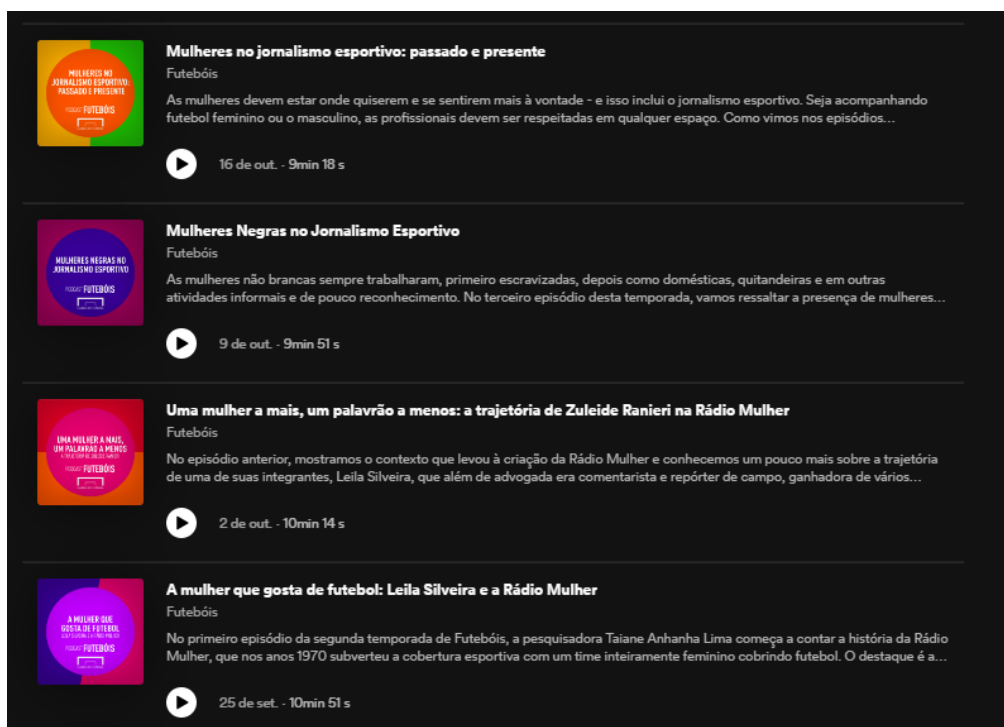 MULHERES NO
JORNALISMO ESPORTIVO:
PASSADO E PRESENTE
PODCAST FUTEBÓIS
Mulheres no jornalismo esportivo: passado e presente
Futebóis
As mulheres devem estar onde quiserem e se sentirem mais à vontade - e isso inclui o jornalismo esportivo. Seja acompanhando
futebol feminino ou o masculino, as profissionais devem ser respeitadas em qualquer espaço. Como vimos nos episódios...
16 de out. · 9min 18 s
MULHERES NEGRAS NO
JORNALISMO ESPORTIVO
PODCAST FUTEBÓIS
Mulheres Negras no Jornalismo Esportivo
Futebóis
As mulheres não brancas sempre trabalharam, primeiro escravizadas, depois como domésticas, quitandeiras e em outras
atividades informais e de pouco reconhecimento. No terceiro episódio desta temporada, vamos ressaltar a presença de mulheres...
9 de out. · 9min 51 s
UMA MULHER A MAIS,
UM PALAVRÃO A MENOS
PODCAST FUTEBÓIS
Uma mulher a mais, um palavrão a menos: a trajetória de Zuleide Ranieri na Rádio Mulher
Futebóis
No episódio anterior, mostramos o contexto que levou à criação da Rádio Mulher e conhecemos um pouco mais sobre a trajetória
de uma de suas integrantes, Leila Silveira, que além de advogada era comentarista e repórter de campo, ganhadora de vários...
2 de out. · 10min 14 s
A MULHER QUE
GOSTA DE FUTEBOL
PODCAST FUTEBÓIS
A mulher que gosta de futebol: Leila Silveira e a Rádio Mulher
Futebóis
No primeiro episódio da segunda temporada de Futebóis, a pesquisadora Taiane Anhanha Lima começa a contar a história da Rádio
Mulher, que nos anos 1970 subverteu a cobertura esportiva com um time inteiramente feminino cobrindo futebol. O destaque é a...
25 de set. · 10min 51 s